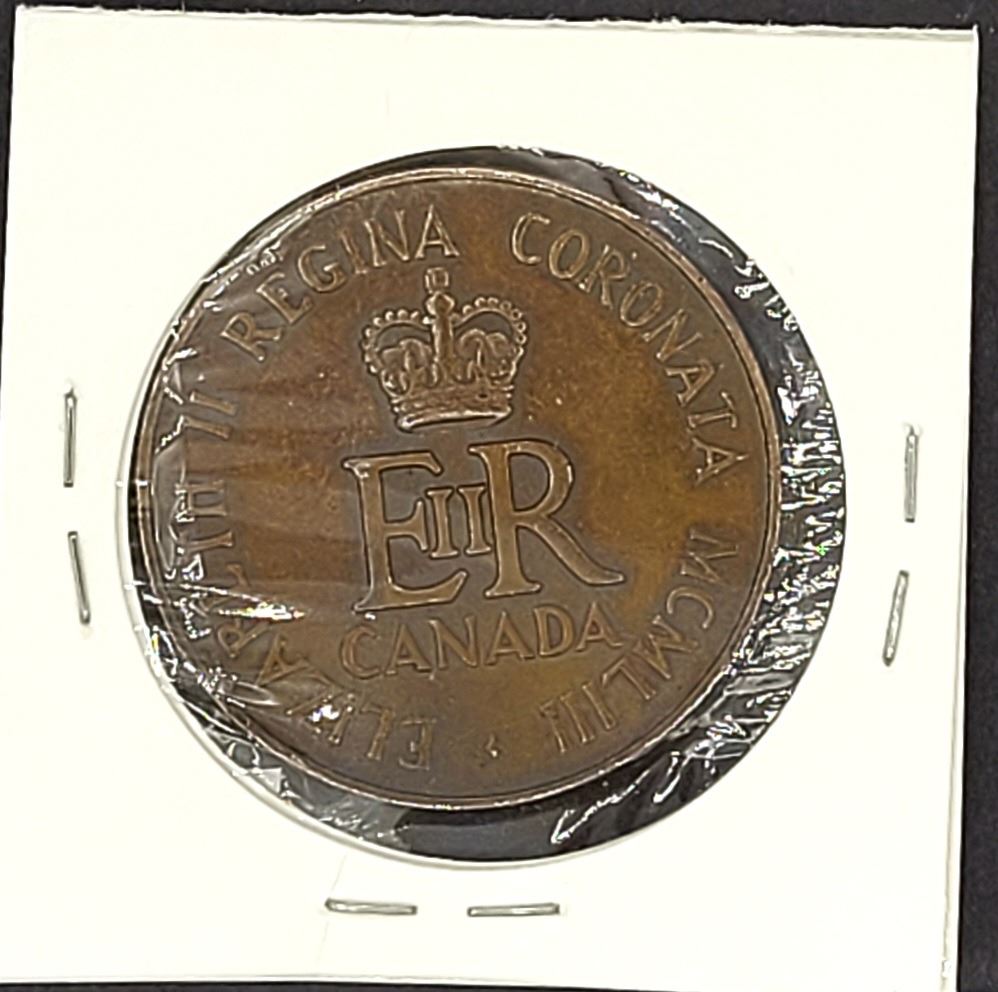 ELIZABETH II REGINA CORONATA MCMLIII
EIIR
CANADA